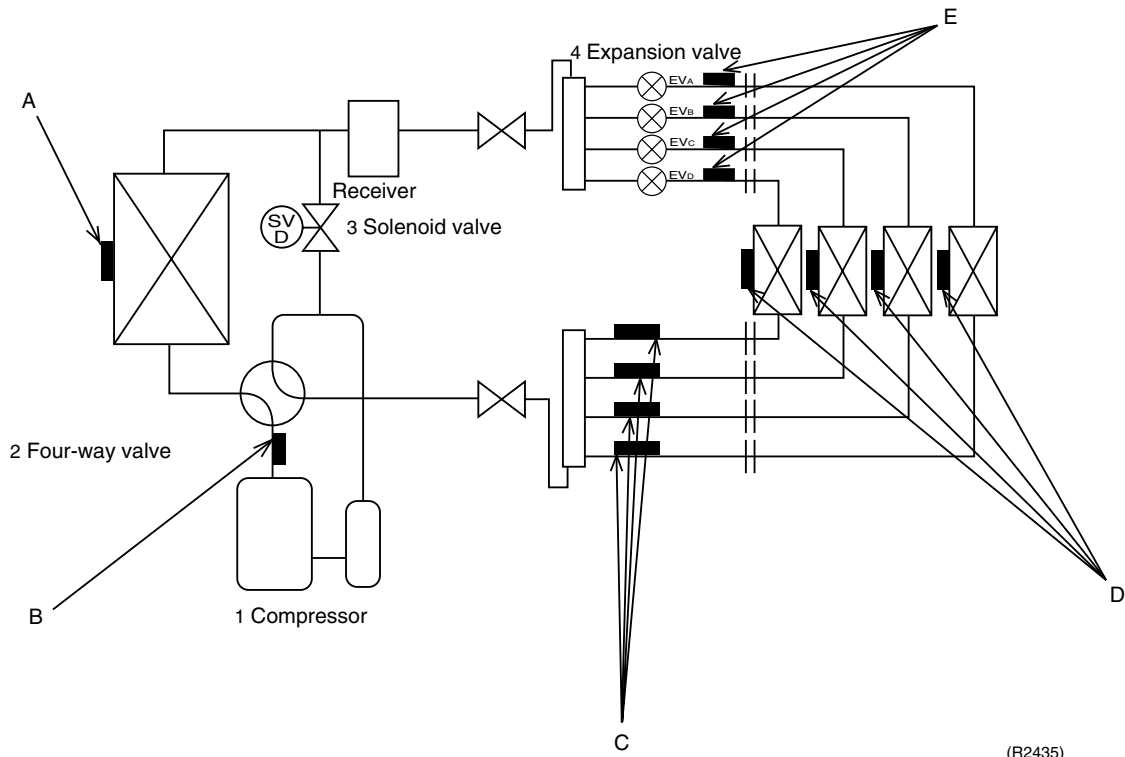 E
4 Expansion valve
A
EVA
EVB
EVC
EVD
Receiver
SV
D
3 Solenoid valve
2 Four-way valve
B
1 Compressor
D
C
(R2435)